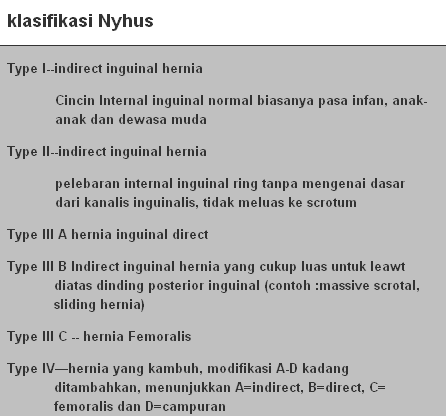 klasifikasi Nyhus
Type I--indirect inguinal hernia
Cincin Internal inguinal normal biasanya pasa infan, anak-
anak dan dewasa muda
Type II--indirect inguinal hernia
pelebaran internal inguinal ring tanpa mengenai dasar
dari kanalis inguinalis, tidak meluas ke scrotum
Type III A hernia inguinal direct
Type III B Indirect inguinal hernia yang cukup luas untuk leawt
diatas dinding posterior inguinal (contoh :massive scrotal,
sliding hernia)
Type III C -- hernia Femoralis
Type IV—hernia yang kambuh, modifikasi A-D kadang
ditambahkan, menunjukkan A=indirect, B=direct, C=
femoralis dan D=campuran